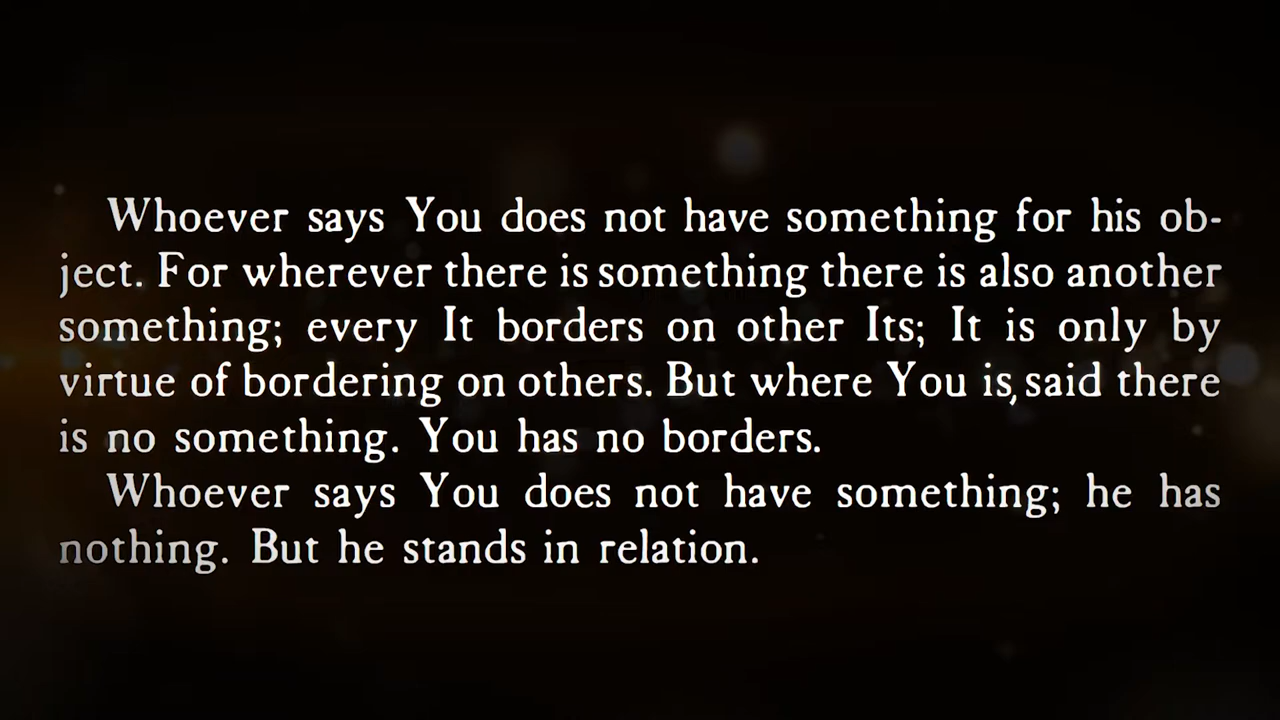 Whoever says You does not have something for his ob-
ject. For wherever there is something there is also another
something; every It borders on other Its; It is only by
virtue of bordering on others. But where You is, said there
is no something. You has no borders.
Whoever says You does not have something; he has
nothing. But he stands in relation.